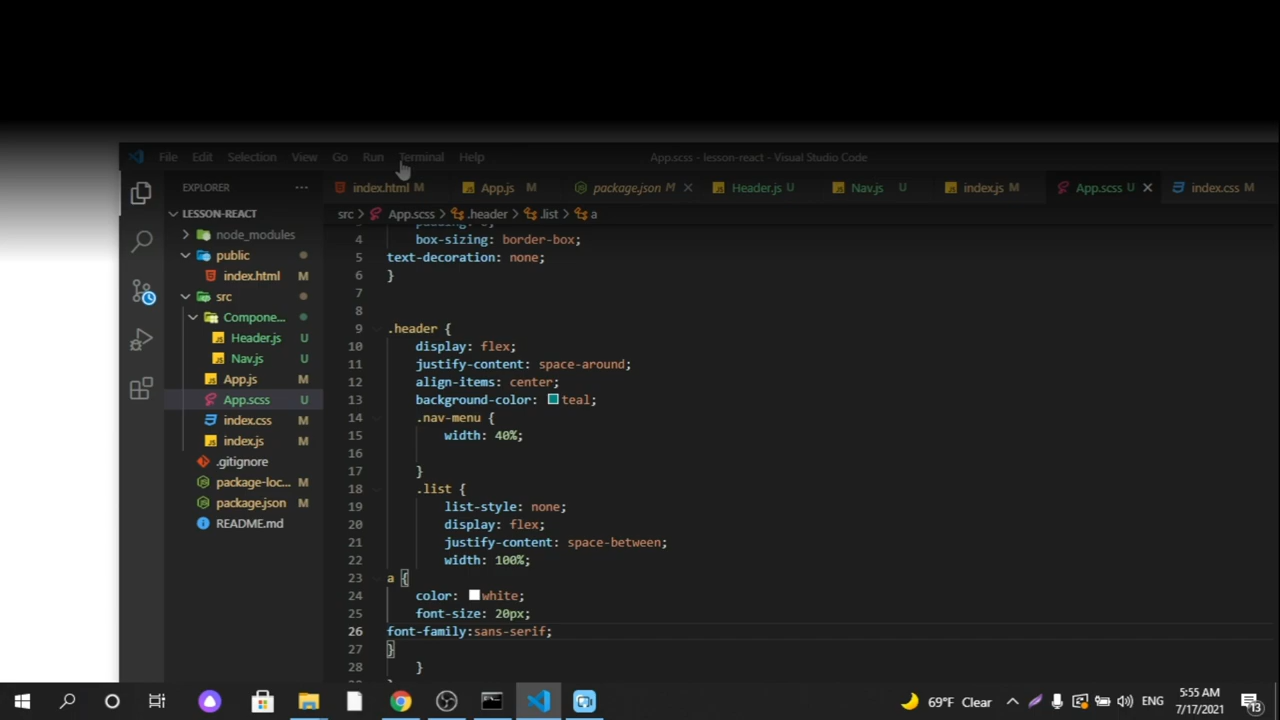 File Edit Selection View Go Run Terminal Help App.scss - lesson-react - Visual Studio Code
EXPLORER ...
index.html M App.js M package.json M Header.js U Nav.js U index.js M App.scss U index.css M
LESSON-REACT
src > App.scss > .header > .list > a
node_modules
public
index.html M
src
Compone...
Header.js U
Nav.js U
App.js M
App.scss U
index.css M
index.js M
.gitignore
package-loc... M
package.json M
README.md
4 box-sizing: border-box;
5 text-decoration: none;
6 }
7
8
9 .header {
10 display: flex;
11 justify-content: space-around;
12 align-items: center;
13 background-color: teal;
14 .nav-menu {
15 width: 40%;
16
17 }
18 .list {
19 list-style: none;
20 display: flex;
21 justify-content: space-between;
22 width: 100%;
23 a {
24 color: white;
25 font-size: 20px;
26 font-family:sans-serif;
27 }
28 }
69°F Clear ENG 5:55 AM
7/17/2021
13